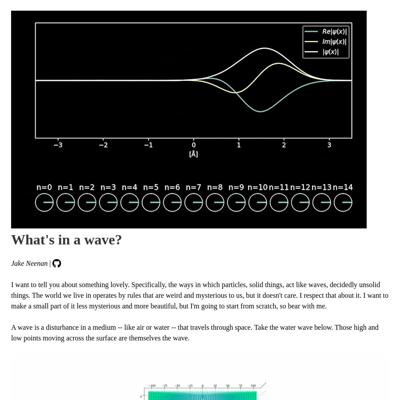 Re|ψ(x)|
Im|ψ(x)|
|ψ(x)|
−3 −2 −1 0 1 2 3
[Å]
n=0 n=1 n=2 n=3 n=4 n=5 n=6 n=7 n=8 n=9 n=10 n=11 n=12 n=13 n=14
What's in a wave?
Jake Neenan |
I want to tell you about something lovely. Specifically, the ways in which particles, solid things, act like waves, decidedly unsolid
things. The world we live in operates by rules that are weird and mysterious to us, but it doesn't care. I respect that about it. I want to
make a small part of it less mysterious and more beautiful, but I'm going to start from scratch, so bear with me.
A wave is a disturbance in a medium -- like air or water -- that travels through space. Take the water wave below. Those high and
low points moving across the surface are themselves the wave.